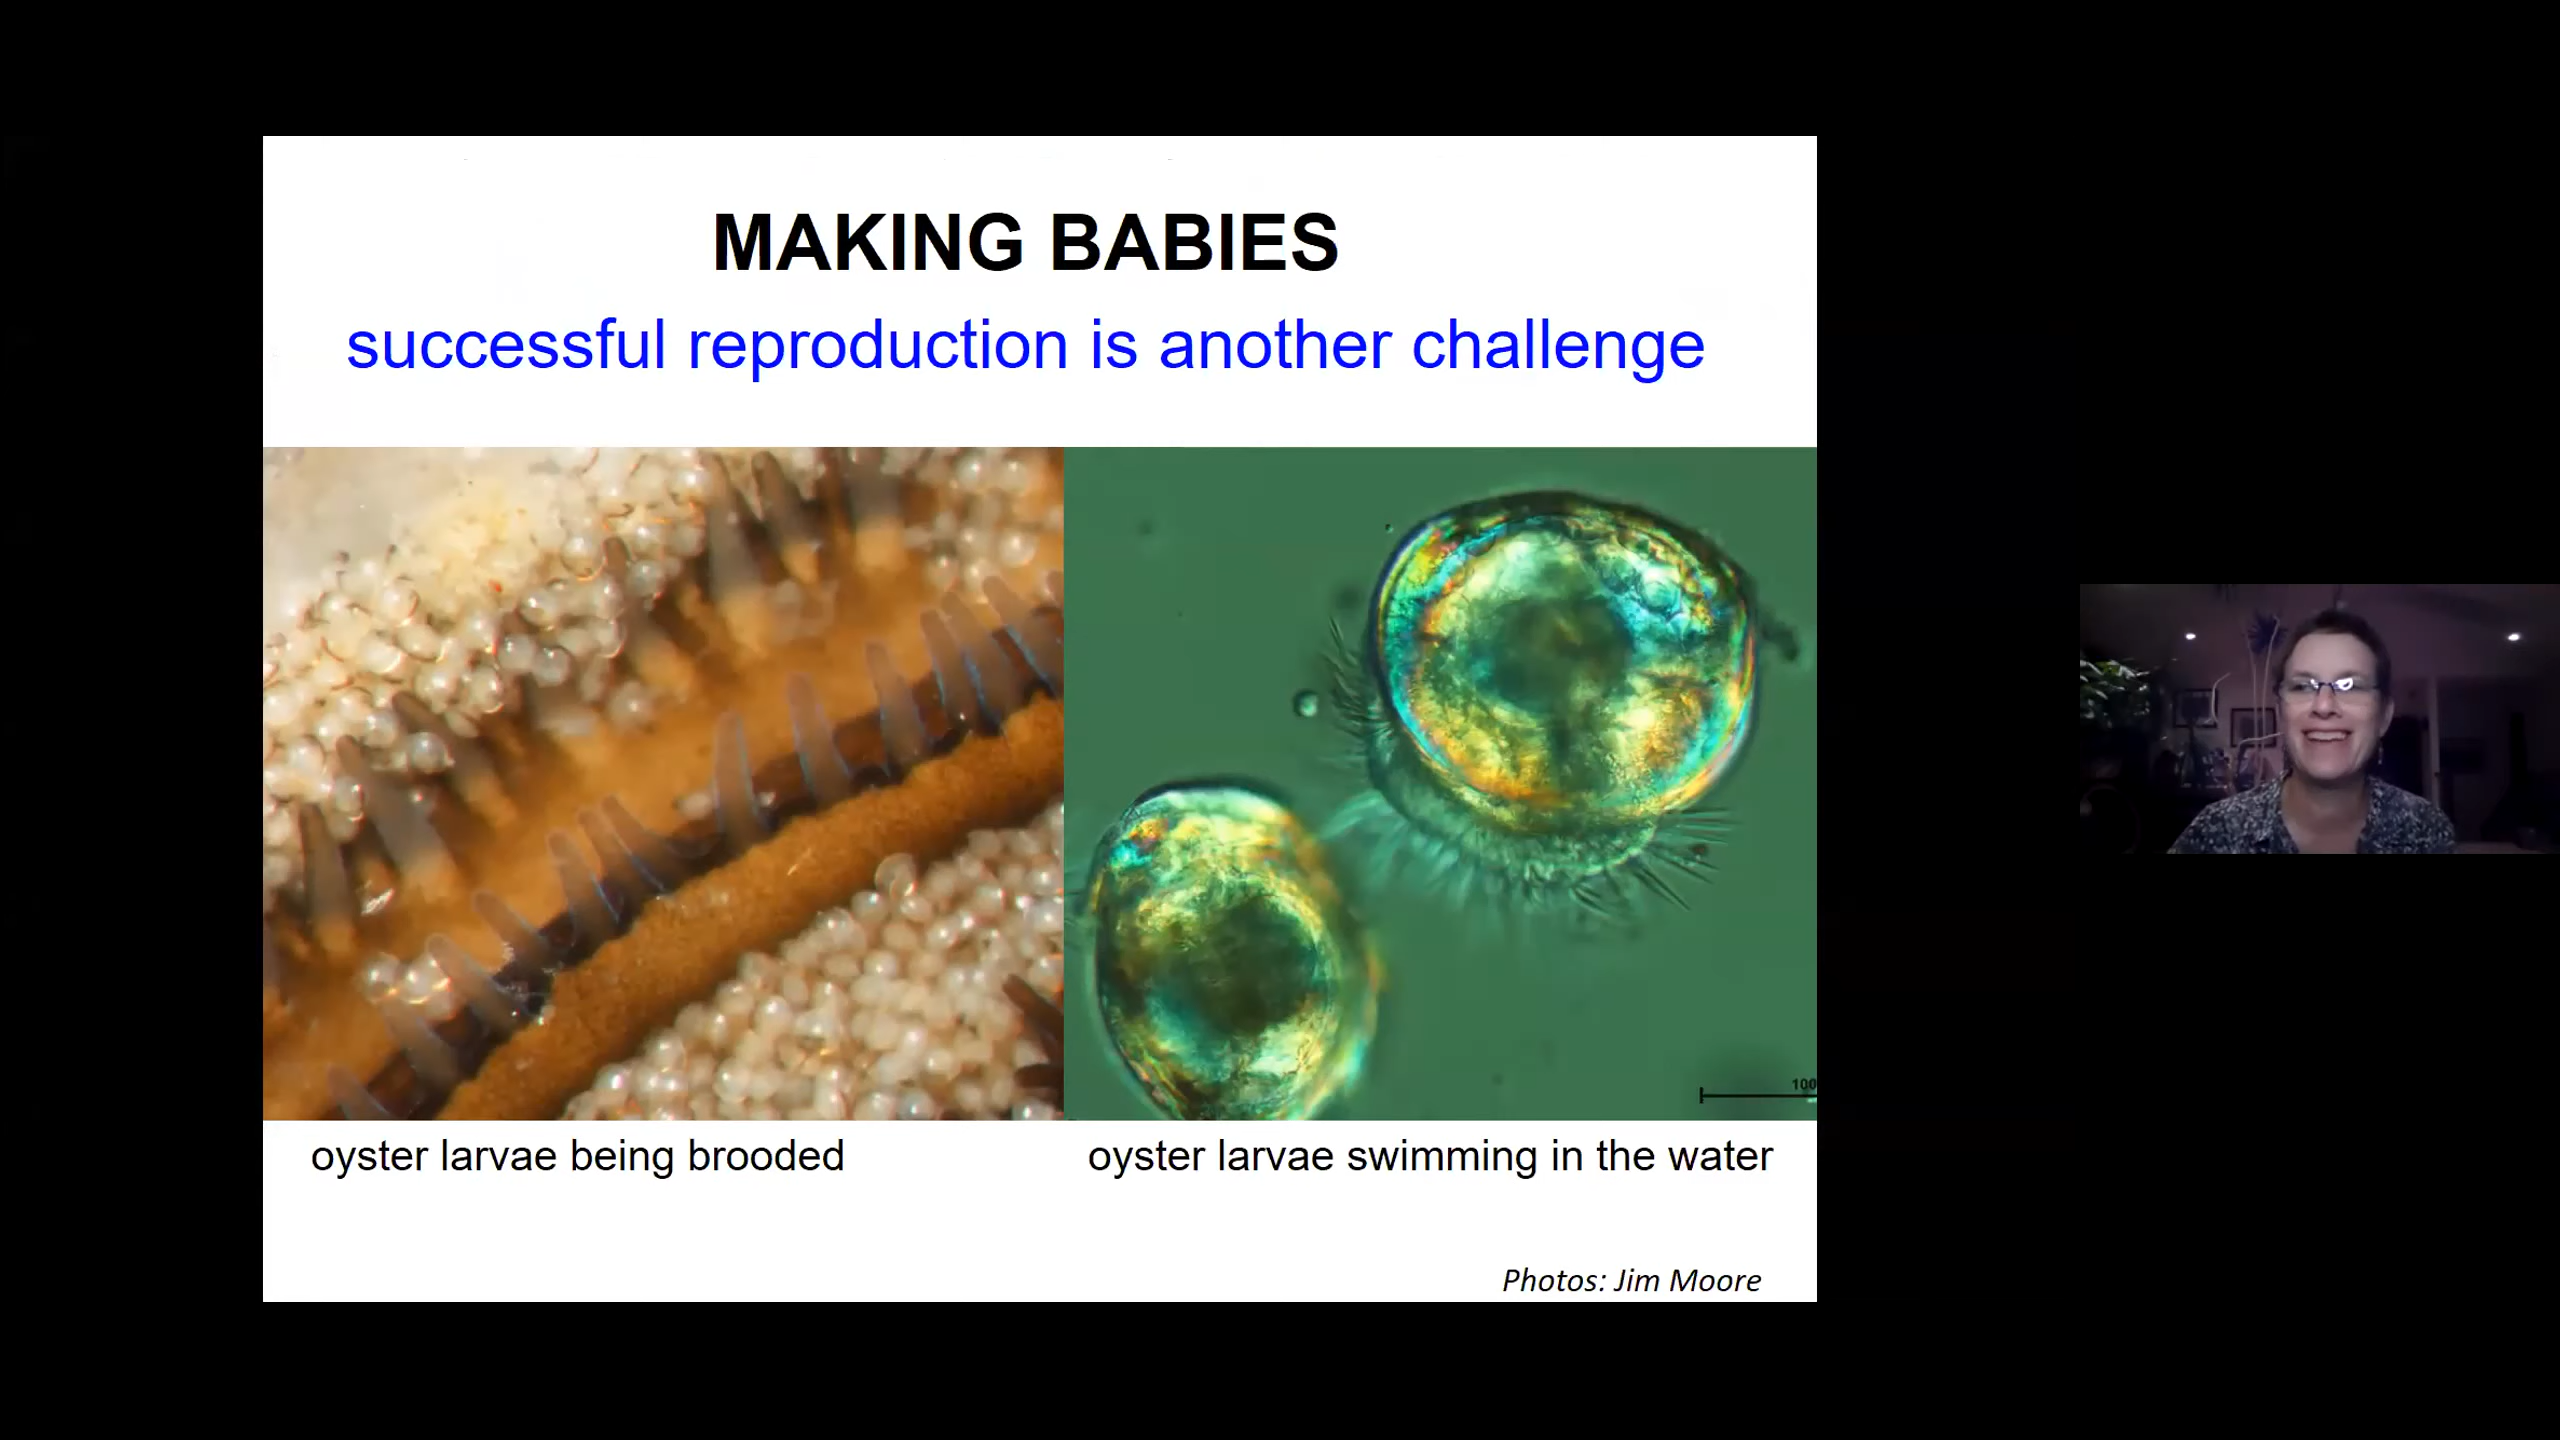 MAKING BABIES
successful reproduction is another challenge
100
oyster larvae being brooded
oyster larvae swimming in the water
Photos: Jim Moore